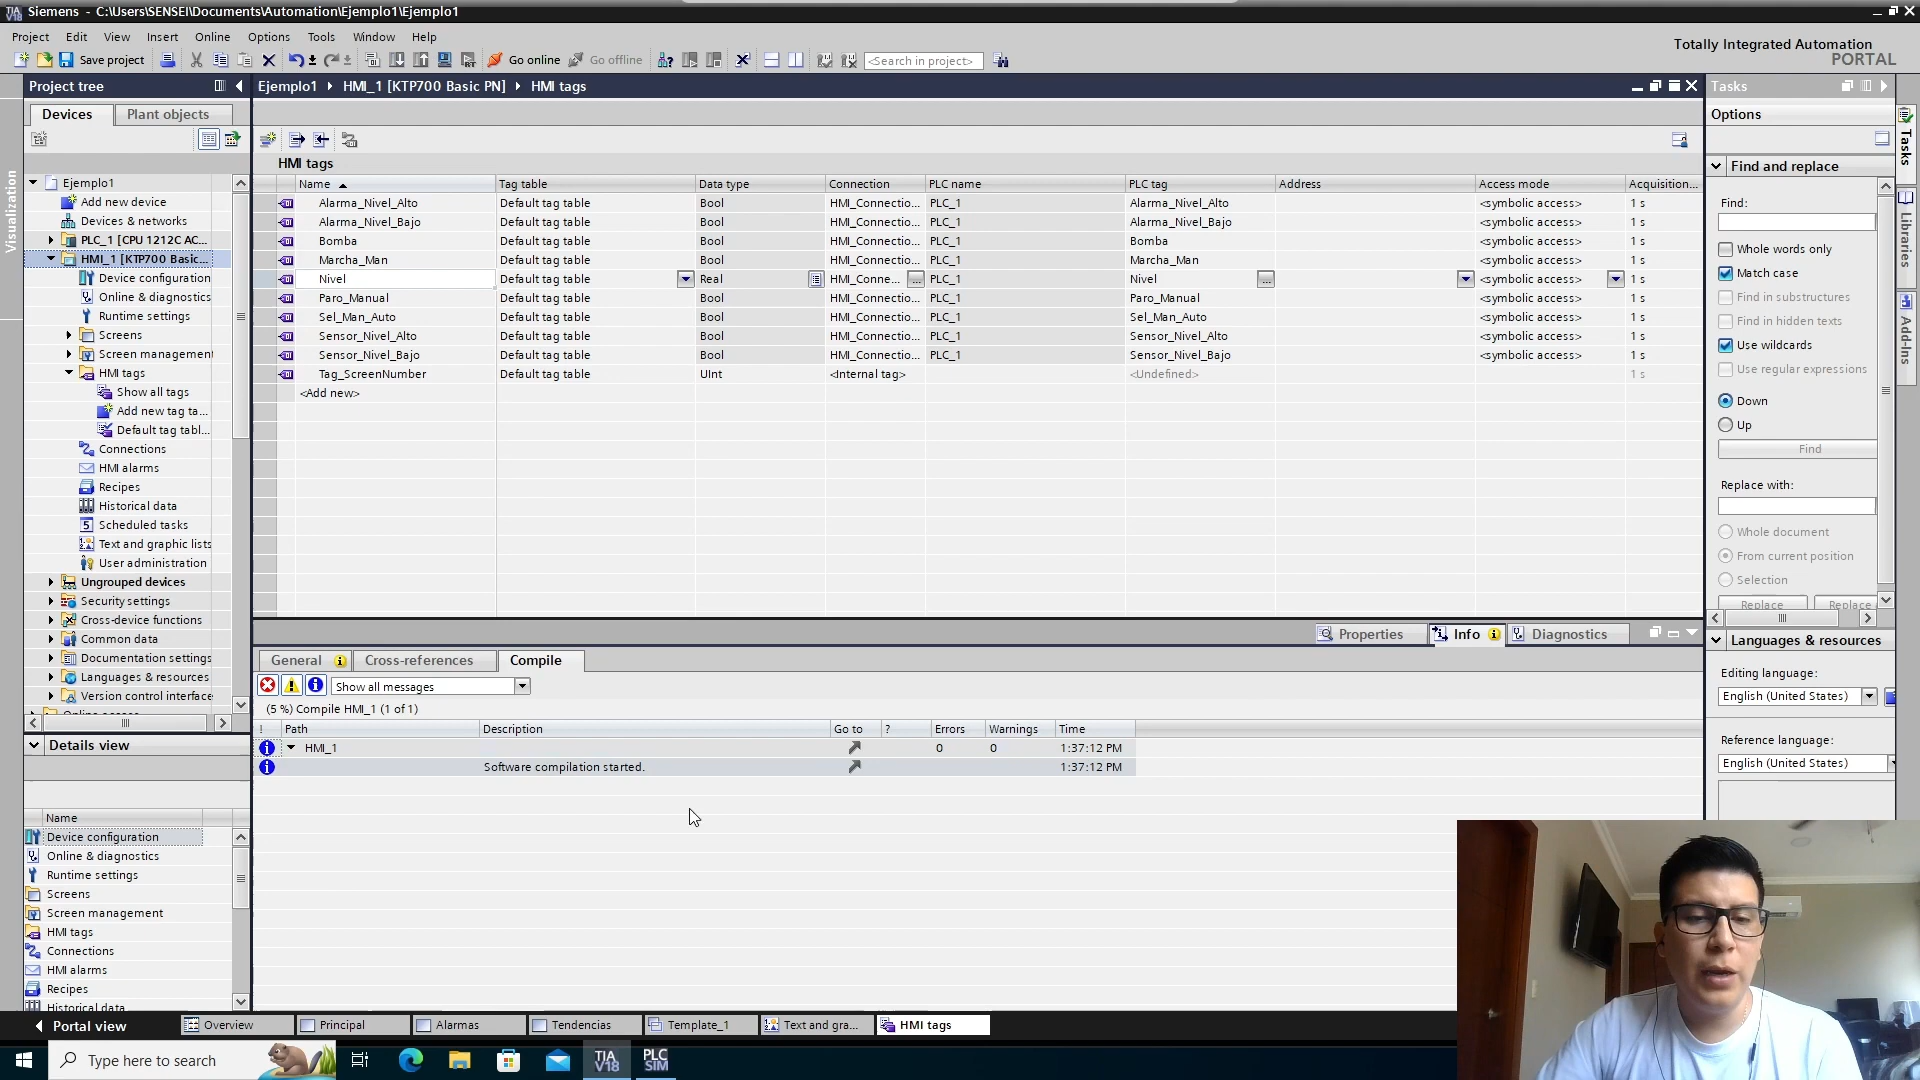 Siemens - C:\Users\SENSEI\Documents\Automation\Ejemplo1\Ejemplo1
Project Edit View Insert Online Options Tools Window Help
Totally Integrated Automation
PORTAL
Save project Go online Go offline <Search in project>
Project tree
Ejemplo1 HMI_1 [KTP700 Basic PN] HMI tags
Tasks
Devices Plant objects
Options
HMI tags
Find and replace
Visualization
Tasks
Libraries
Add-Ins
Name Tag table Data type Connection PLC name PLC tag Address Access mode Acquisition...
Alarma_Nivel_Alto Default tag table Bool HMI_Connectio... PLC_1 Alarma_Nivel_Alto <symbolic access> 1 s
Alarma_Nivel_Bajo Default tag table Bool HMI_Connectio... PLC_1 Alarma_Nivel_Bajo <symbolic access> 1 s
Bomba Default tag table Bool HMI_Connectio... PLC_1 Bomba <symbolic access> 1 s
Marcha_Man Default tag table Bool HMI_Connectio... PLC_1 Marcha_Man <symbolic access> 1 s
Nivel Default tag table Real HMI_Conne... ... PLC_1 Nivel ... <symbolic access> 1 s
Paro_Manual Default tag table Bool HMI_Connectio... PLC_1 Paro_Manual <symbolic access> 1 s
Sel_Man_Auto Default tag table Bool HMI_Connectio... PLC_1 Sel_Man_Auto <symbolic access> 1 s
Sensor_Nivel_Alto Default tag table Bool HMI_Connectio... PLC_1 Sensor_Nivel_Alto <symbolic access> 1 s
Sensor_Nivel_Bajo Default tag table Bool HMI_Connectio... PLC_1 Sensor_Nivel_Bajo <symbolic access> 1 s
Tag_ScreenNumber Default tag table UInt <Internal tag> <Undefined> 1 s
<Add new>
Ejemplo1
Add new device
Devices & networks
PLC_1 [CPU 1212C AC...
HMI_1 [KTP700 Basic...
Device configuration
Online & diagnostics
Runtime settings
Screens
Screen management
HMI tags
Show all tags
Add new tag ta...
Default tag tabl...
Connections
HMI alarms
Recipes
Historical data
Scheduled tasks
Text and graphic lists
User administration
Ungrouped devices
Security settings
Cross-device functions
Common data
Documentation settings
Languages & resources
Version control interface
Find:
Whole words only
Match case
Find in substructures
Find in hidden texts
Use wildcards
Use regular expressions
Down
Up
Find
Replace with:
Whole document
From current position
Selection
Replace Replace
Languages & resources
Editing language:
English (United States)
Reference language:
English (United States)
Properties Info Diagnostics
General Cross-references Compile
Show all messages
(5 %) Compile HMI_1 (1 of 1)
! Path Description Go to ? Errors Warnings Time
HMI_1 0 0 1:37:12 PM
Software compilation started. 1:37:12 PM
Details view
Name
Device configuration
Online & diagnostics
Runtime settings
Screens
Screen management
HMI tags
Connections
HMI alarms
Recipes
Historical data
Portal view Overview Principal Alarmas Tendencias Template_1 Text and gra... HMI tags
Type here to search
TIA
V18
PLC
SIM